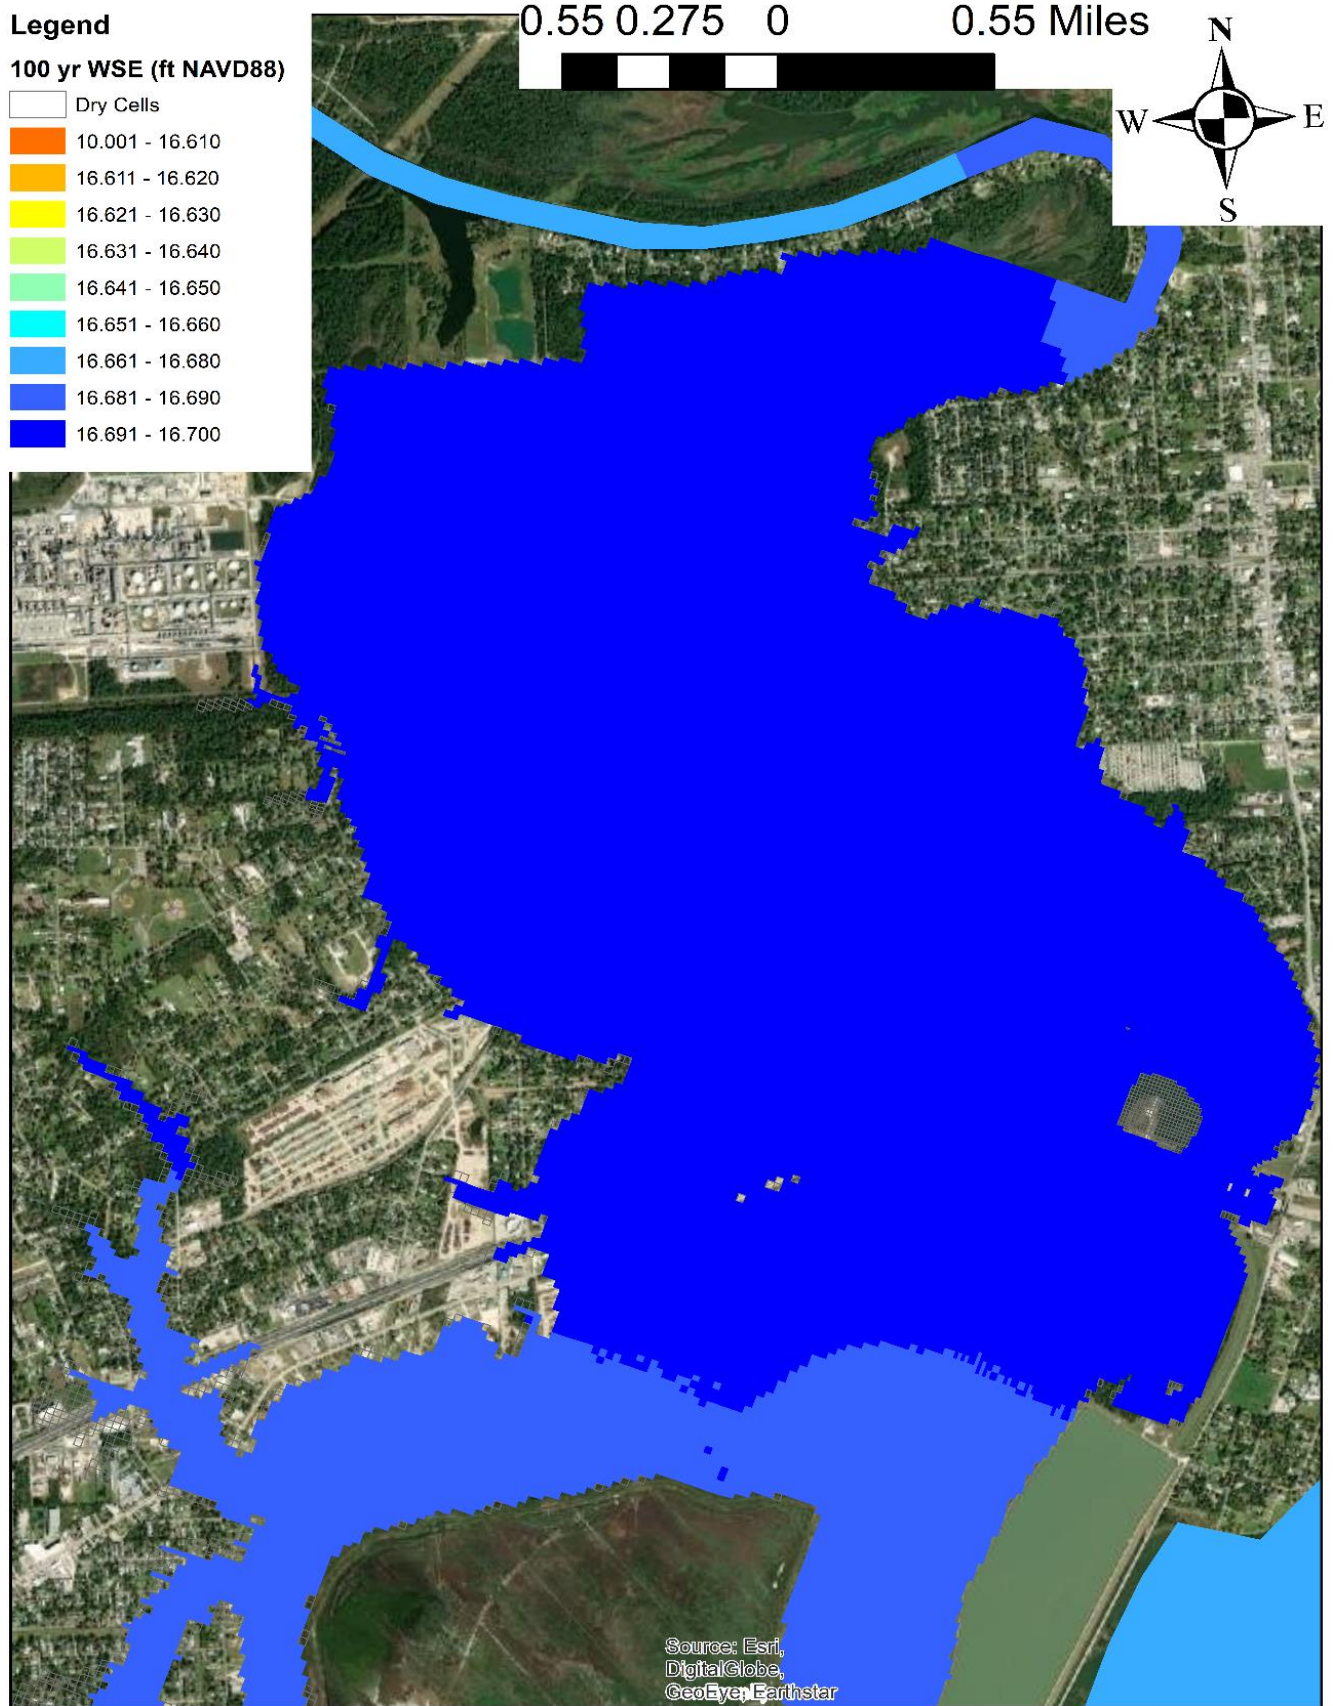 Legend
0.55 0.275 0 0.55 Miles
N
100 yr WSE (ft NAVD88)
Dry Cells
W E
10.001 - 16.610
16.611 - 16.620
16.621 - 16.630
S
16.631 - 16.640
16.641 - 16.650
16.651 - 16.660
16.661 - 16.680
16.681 - 16.690
16.691 - 16.700
Source: Esri,
DigitalGlobe,
GeoEye, Earthstar